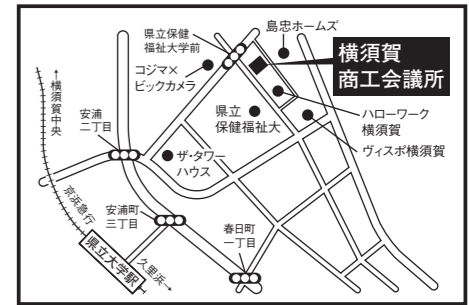 島忠ホームズ
県立保健
福祉大学前
横須賀
商工会議所
コジマ×
ビックカメラ
←横須賀中央
県立
保健福祉大
ハローワーク
横須賀
安浦
二丁目
ヴィスポ横須賀
ザ・タワー
ハウス
京浜急行
安浦町
三丁目
春日町
一丁目
県立大学駅
久里浜→